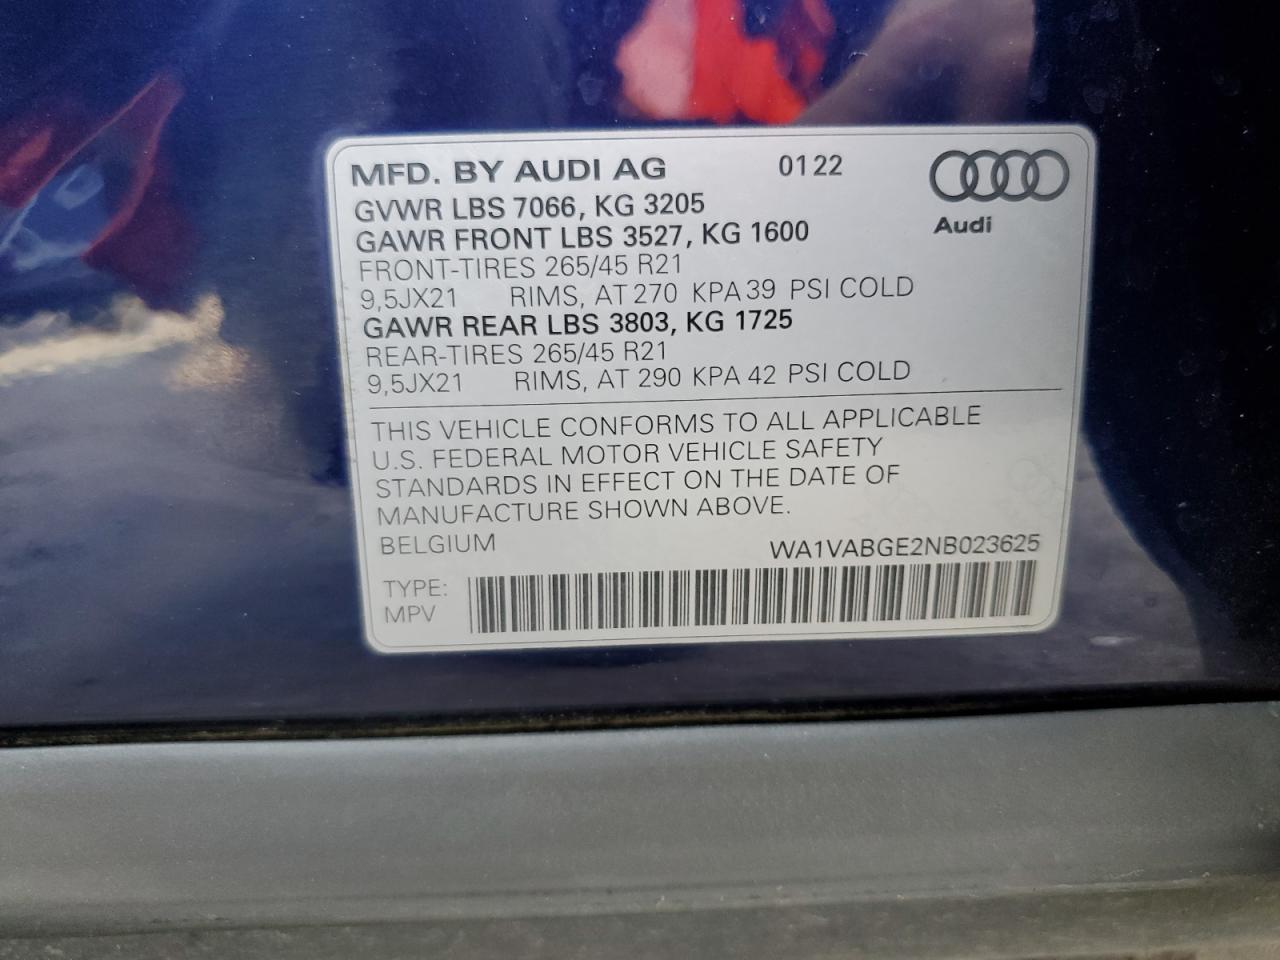 MFD. BY AUDI AG 0122
Audi
GVWR LBS 7066, KG 3205
GAWR FRONT LBS 3527, KG 1600
FRONT-TIRES 265/45 R21
9,5JX21 RIMS, AT 270 KPA 39 PSI COLD
GAWR REAR LBS 3803, KG 1725
REAR-TIRES 265/45 R21
9,5JX21 RIMS, AT 290 KPA 42 PSI COLD
THIS VEHICLE CONFORMS TO ALL APPLICABLE
U.S. FEDERAL MOTOR VEHICLE SAFETY
STANDARDS IN EFFECT ON THE DATE OF
MANUFACTURE SHOWN ABOVE.
BELGIUM WA1VABGE2NB023625
TYPE:
MPV